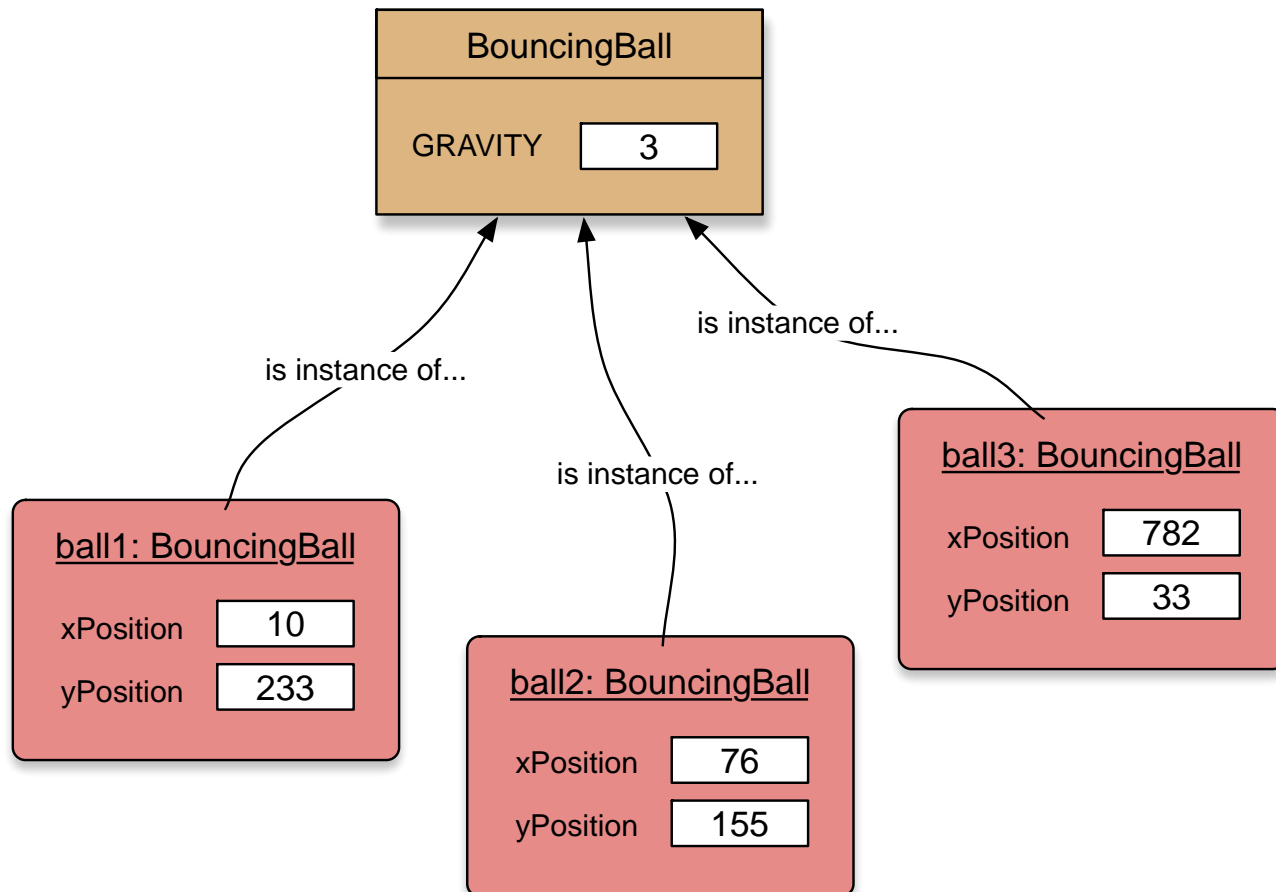 BouncingBall
GRAVITY 3
is instance of...
is instance of...
is instance of...
ball1: BouncingBall
xPosition 10
yPosition 233
ball2: BouncingBall
xPosition 76
yPosition 155
ball3: BouncingBall
xPosition 782
yPosition 33